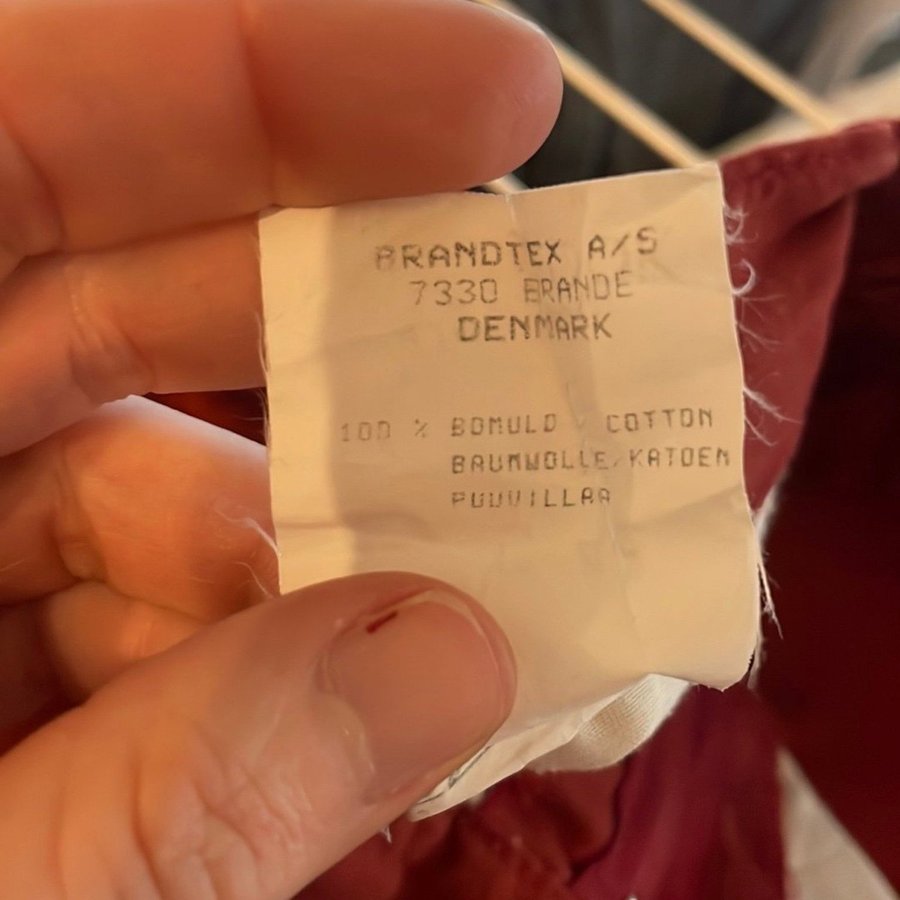 BRANDTEX A/S
7330 BRANDE
DENMARK
100 % BOMULD / COTTON
BAUMWOLLE/KATOEN
PUUVILLAA